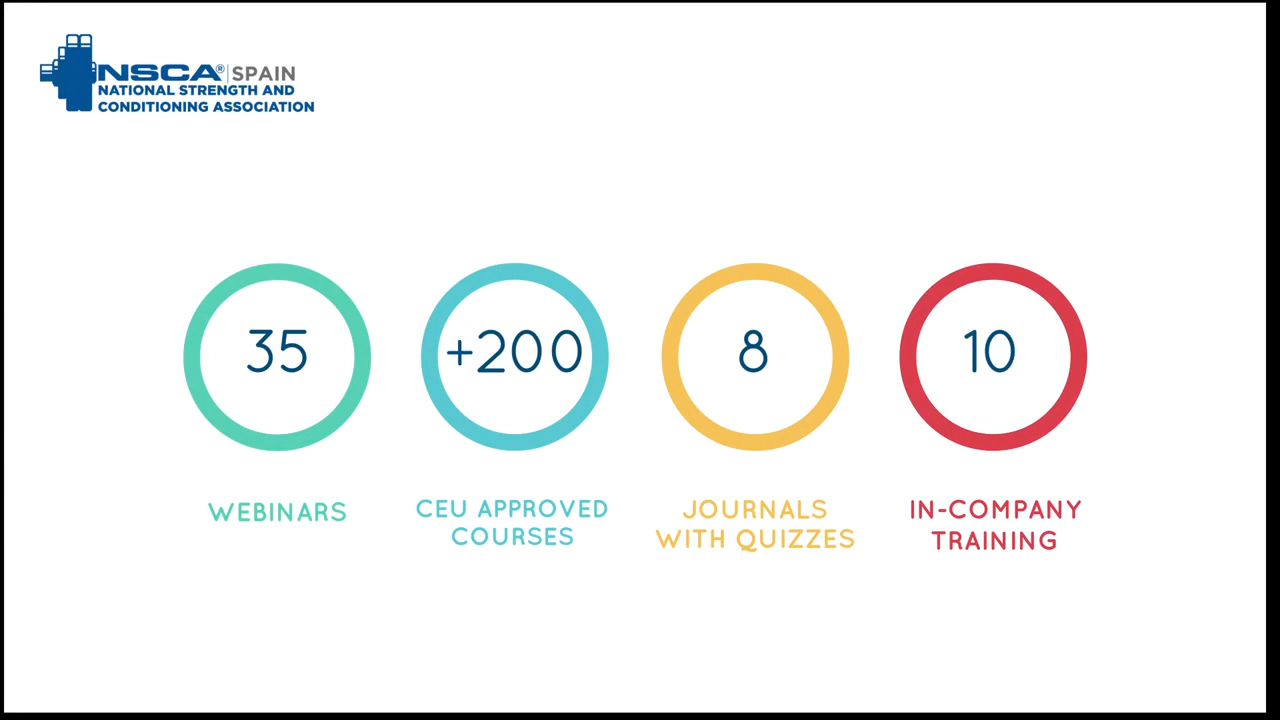 NSCA® | SPAIN
NATIONAL STRENGTH AND
CONDITIONING ASSOCIATION
35
WEBINARS
+200
CEU APPROVED
COURSES
8
JOURNALS
WITH QUIZZES
10
IN-COMPANY
TRAINING